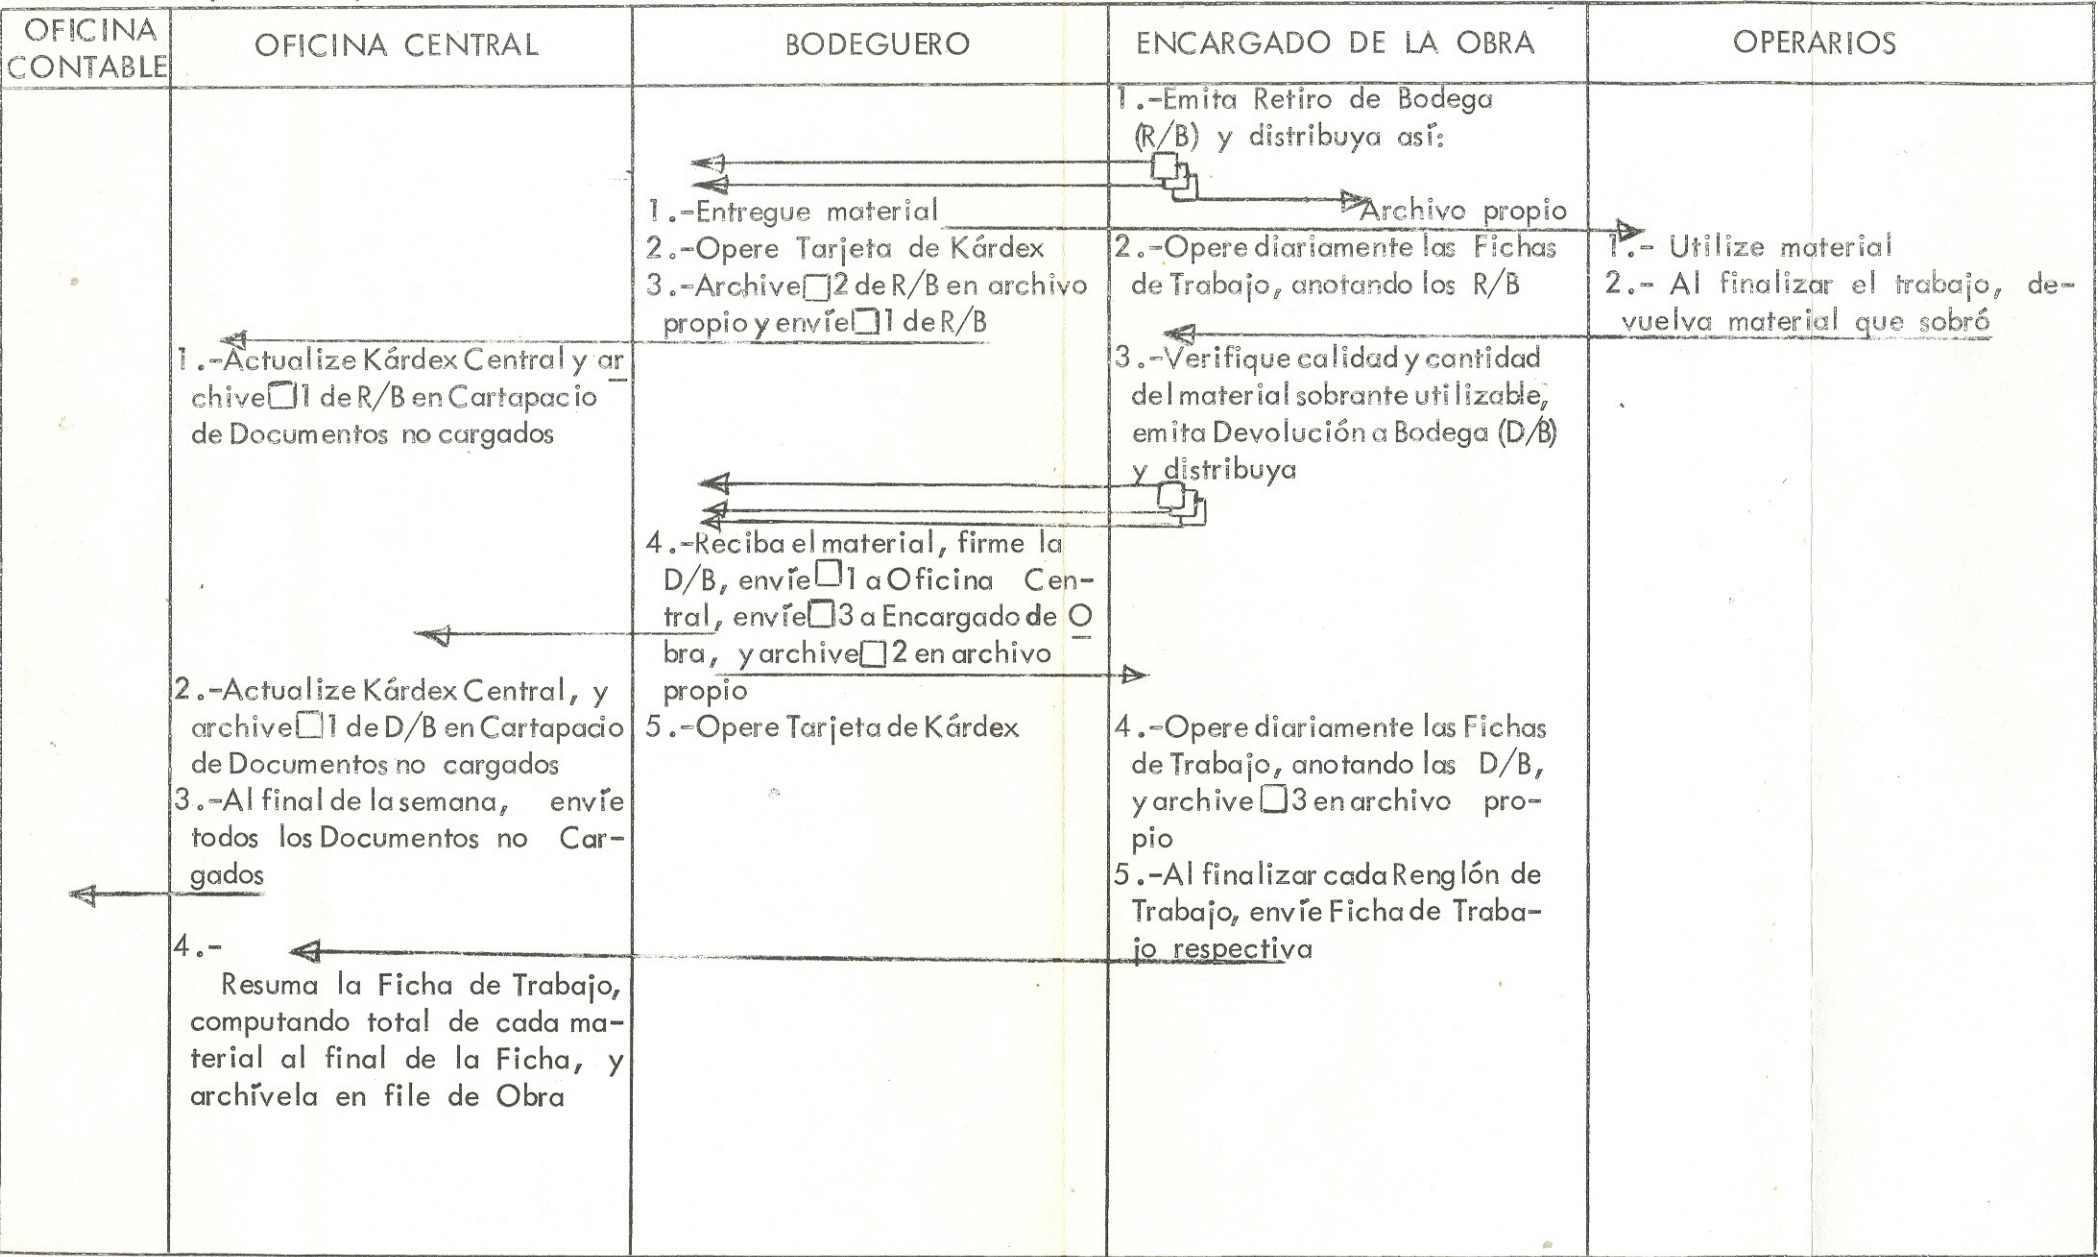 OFICINA
CONTABLE
OFICINA CENTRAL
BODEGUERO
ENCARGADO DE LA OBRA
OPERARIOS
1.-Emita Retiro de Bodega
(R/B) y distribuya así:
Archivo propio
1.-Entregue material
2.-Opere Tarjeta de Kárdex
3.-Archive□2 de R/B en archivo
propio y envíe□1 de R/B
2.-Opere diariamente las Fichas
de Trabajo, anotando los R/B
1.- Utilize material
2.- Al finalizar el trabajo, de-
vuelva material que sobró
1.-Actualize Kárdex Central y ar
chive□1 de R/B en Cartapacio
de Documentos no cargados
3.-Verifique calidad y cantidad
del material sobrante utilizable,
emita Devolución a Bodega (D/B)
y distribuya
4.-Reciba el material, firme la
D/B, envíe□1 a Oficina Cen-
tral, envíe□3 a Encargado de O
bra, y archive□2 en archivo
propio
5.-Opere Tarjeta de Kárdex
2.-Actualize Kárdex Central, y
archive□1 de D/B en Cartapacio
de Documentos no cargados
3.-Al final de la semana, envíe
todos los Documentos no Car-
gados
4.-Opere diariamente las Fichas
de Trabajo, anotando las D/B,
y archive□3 en archivo pro-
pio
5.-Al finalizar cada Renglón de
Trabajo, envíe Ficha de Traba-
jo respectiva
4.-
Resuma la Ficha de Trabajo,
computando total de cada ma-
terial al final de la Ficha, y
archívela en file de Obra